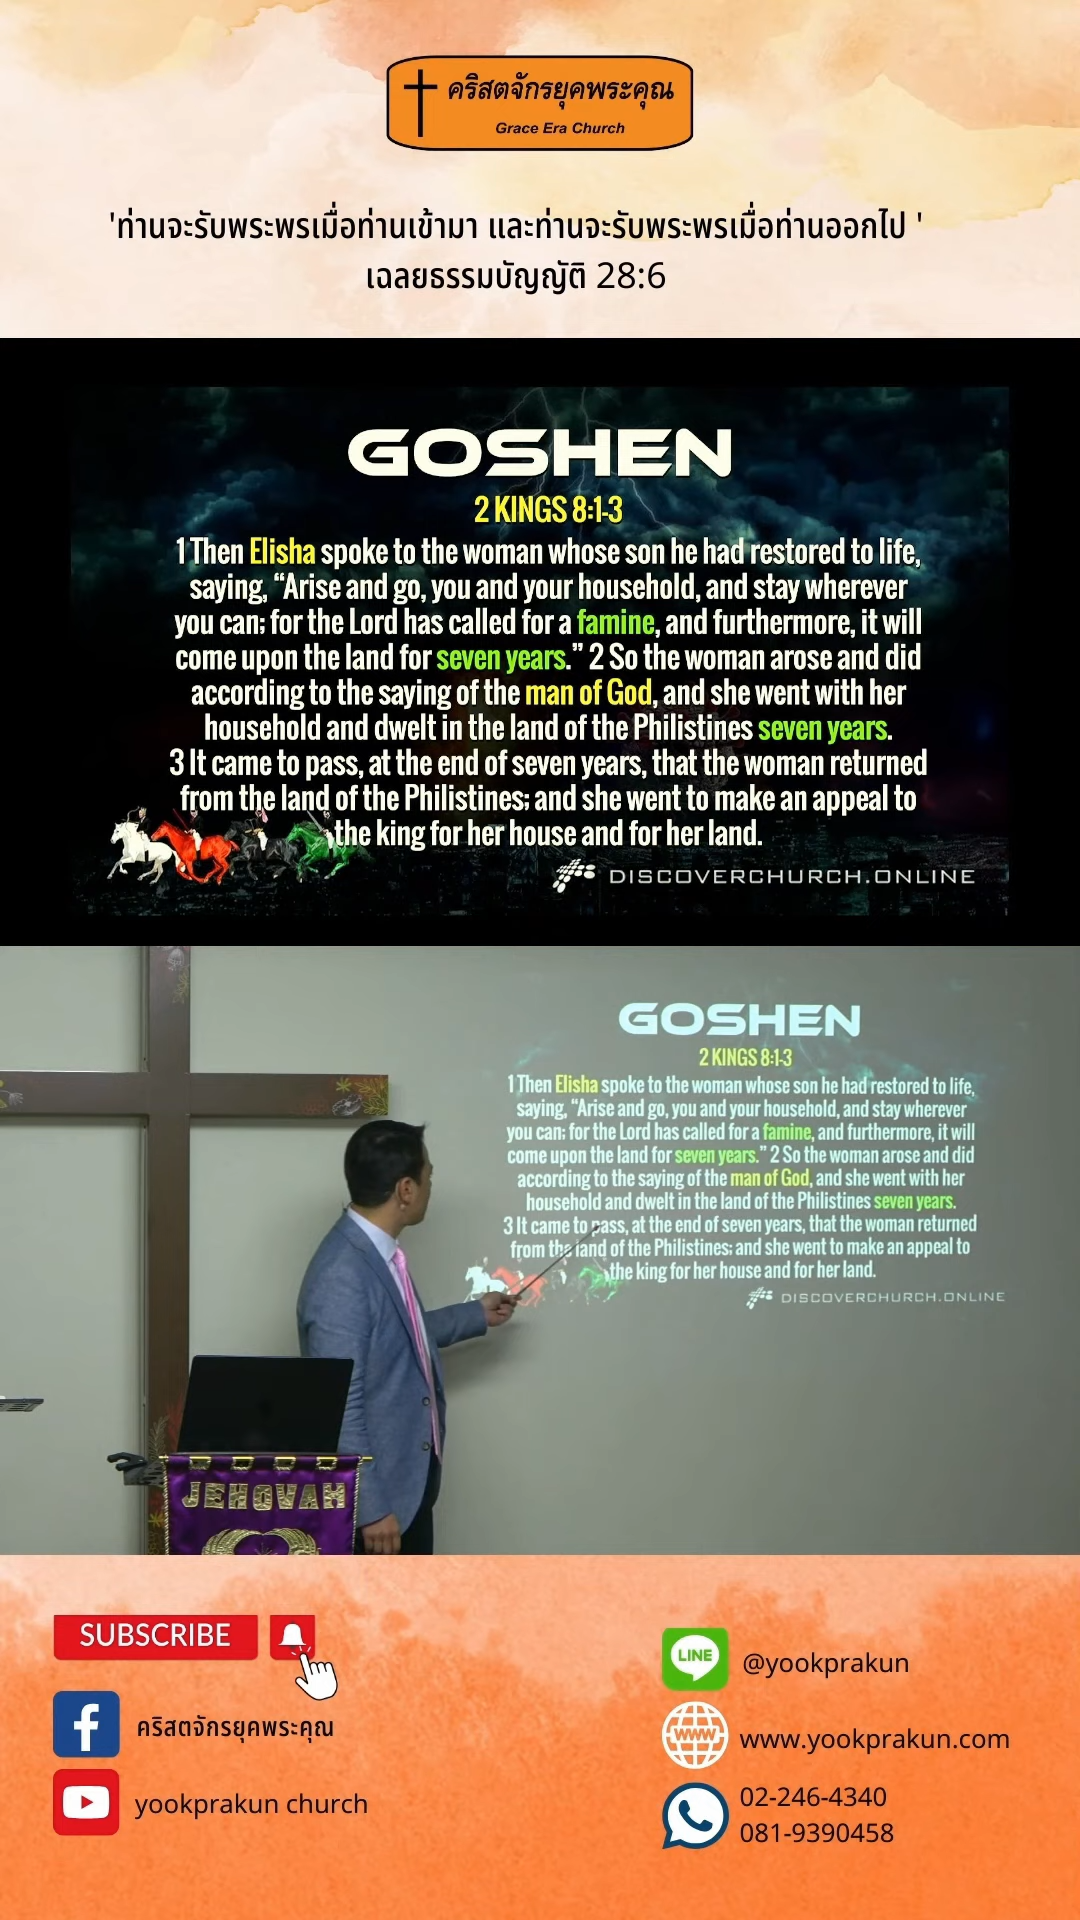 คริสตจักรยุคพระคุณ
Grace Era Church
'ท่านจะรับพระพรเมื่อท่านเข้ามา และท่านจะรับพระพรเมื่อท่านออกไป '
เฉลยธรรมบัญญัติ 28:6
GOSHEN
2 KINGS 8:1-3
1 Then Elisha spoke to the woman whose son he had restored to life,
saying, “Arise and go, you and your household, and stay wherever
you can; for the Lord has called for a famine, and furthermore, it will
come upon the land for seven years.” 2 So the woman arose and did
according to the saying of the man of God, and she went with her
household and dwelt in the land of the Philistines seven years.
3 It came to pass, at the end of seven years, that the woman returned
from the land of the Philistines; and she went to make an appeal to
the king for her house and for her land.
DISCOVERCHURCH.ONLINE
GOSHEN
2 KINGS 8:1-3
1 Then Elisha spoke to the woman whose son he had restored to life,
saying, “Arise and go, you and your household, and stay wherever
you can; for the Lord has called for a famine, and furthermore, it will
come upon the land for seven years.” 2 So the woman arose and did
according to the saying of the man of God, and she went with her
household and dwelt in the land of the Philistines seven years.
3 It came to pass, at the end of seven years, that the woman returned
from the land of the Philistines; and she went to make an appeal to
the king for her house and for her land.
DISCOVERCHURCH.ONLINE
JEHOVAH
SUBSCRIBE
คริสตจักรยุคพระคุณ
yookprakun church
LINE
@yookprakun
WWW
www.yookprakun.com
02-246-4340
081-9390458